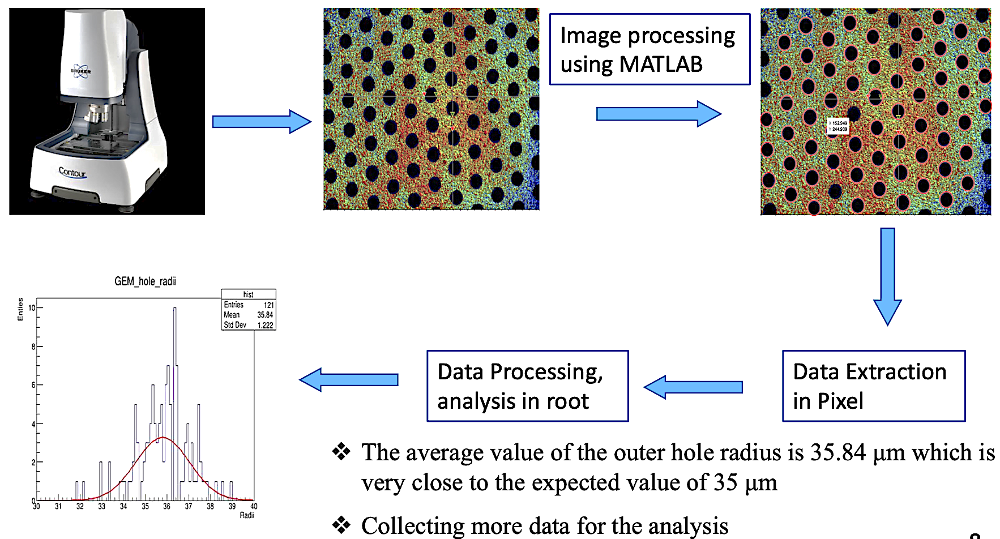 BRUKER
Contour
Image processing
using MATLAB
X 152.949
Y 244.939
GEM_hole_radii
hist
Entries 121
Mean 35.84
Std Dev 1.222
Enties
10
8
6
4
2
0
30 31 32 33 34 35 36 37 38 39 40
Radii
Data Processing,
analysis in root
Data Extraction
in Pixel
❖ The average value of the outer hole radius is 35.84 μm which is
very close to the expected value of 35 μm
❖ Collecting more data for the analysis